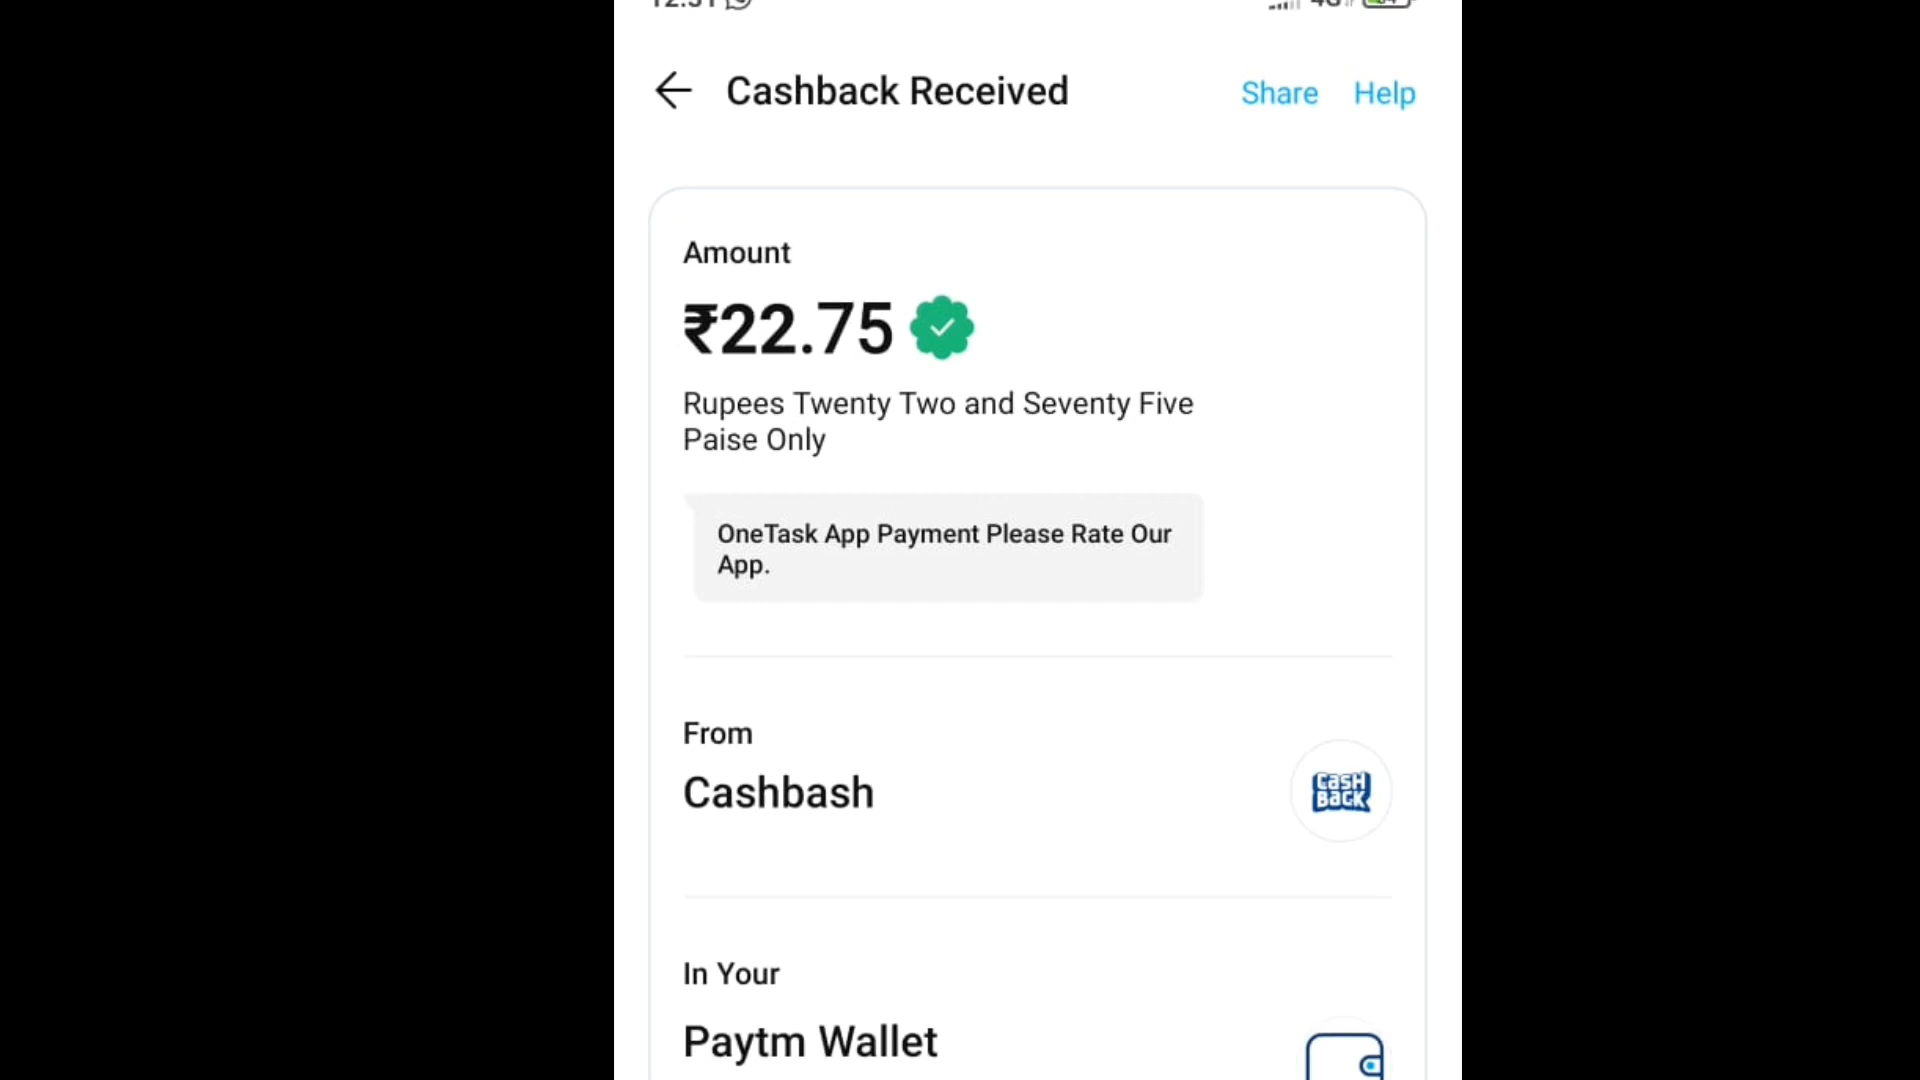 Cashback Received
Share Help
Amount
₹22.75
Rupees Twenty Two and Seventy Five
Paise Only
OneTask App Payment Please Rate Our
App.
From
Cashbash
CASH
BACK
In Your
Paytm Wallet